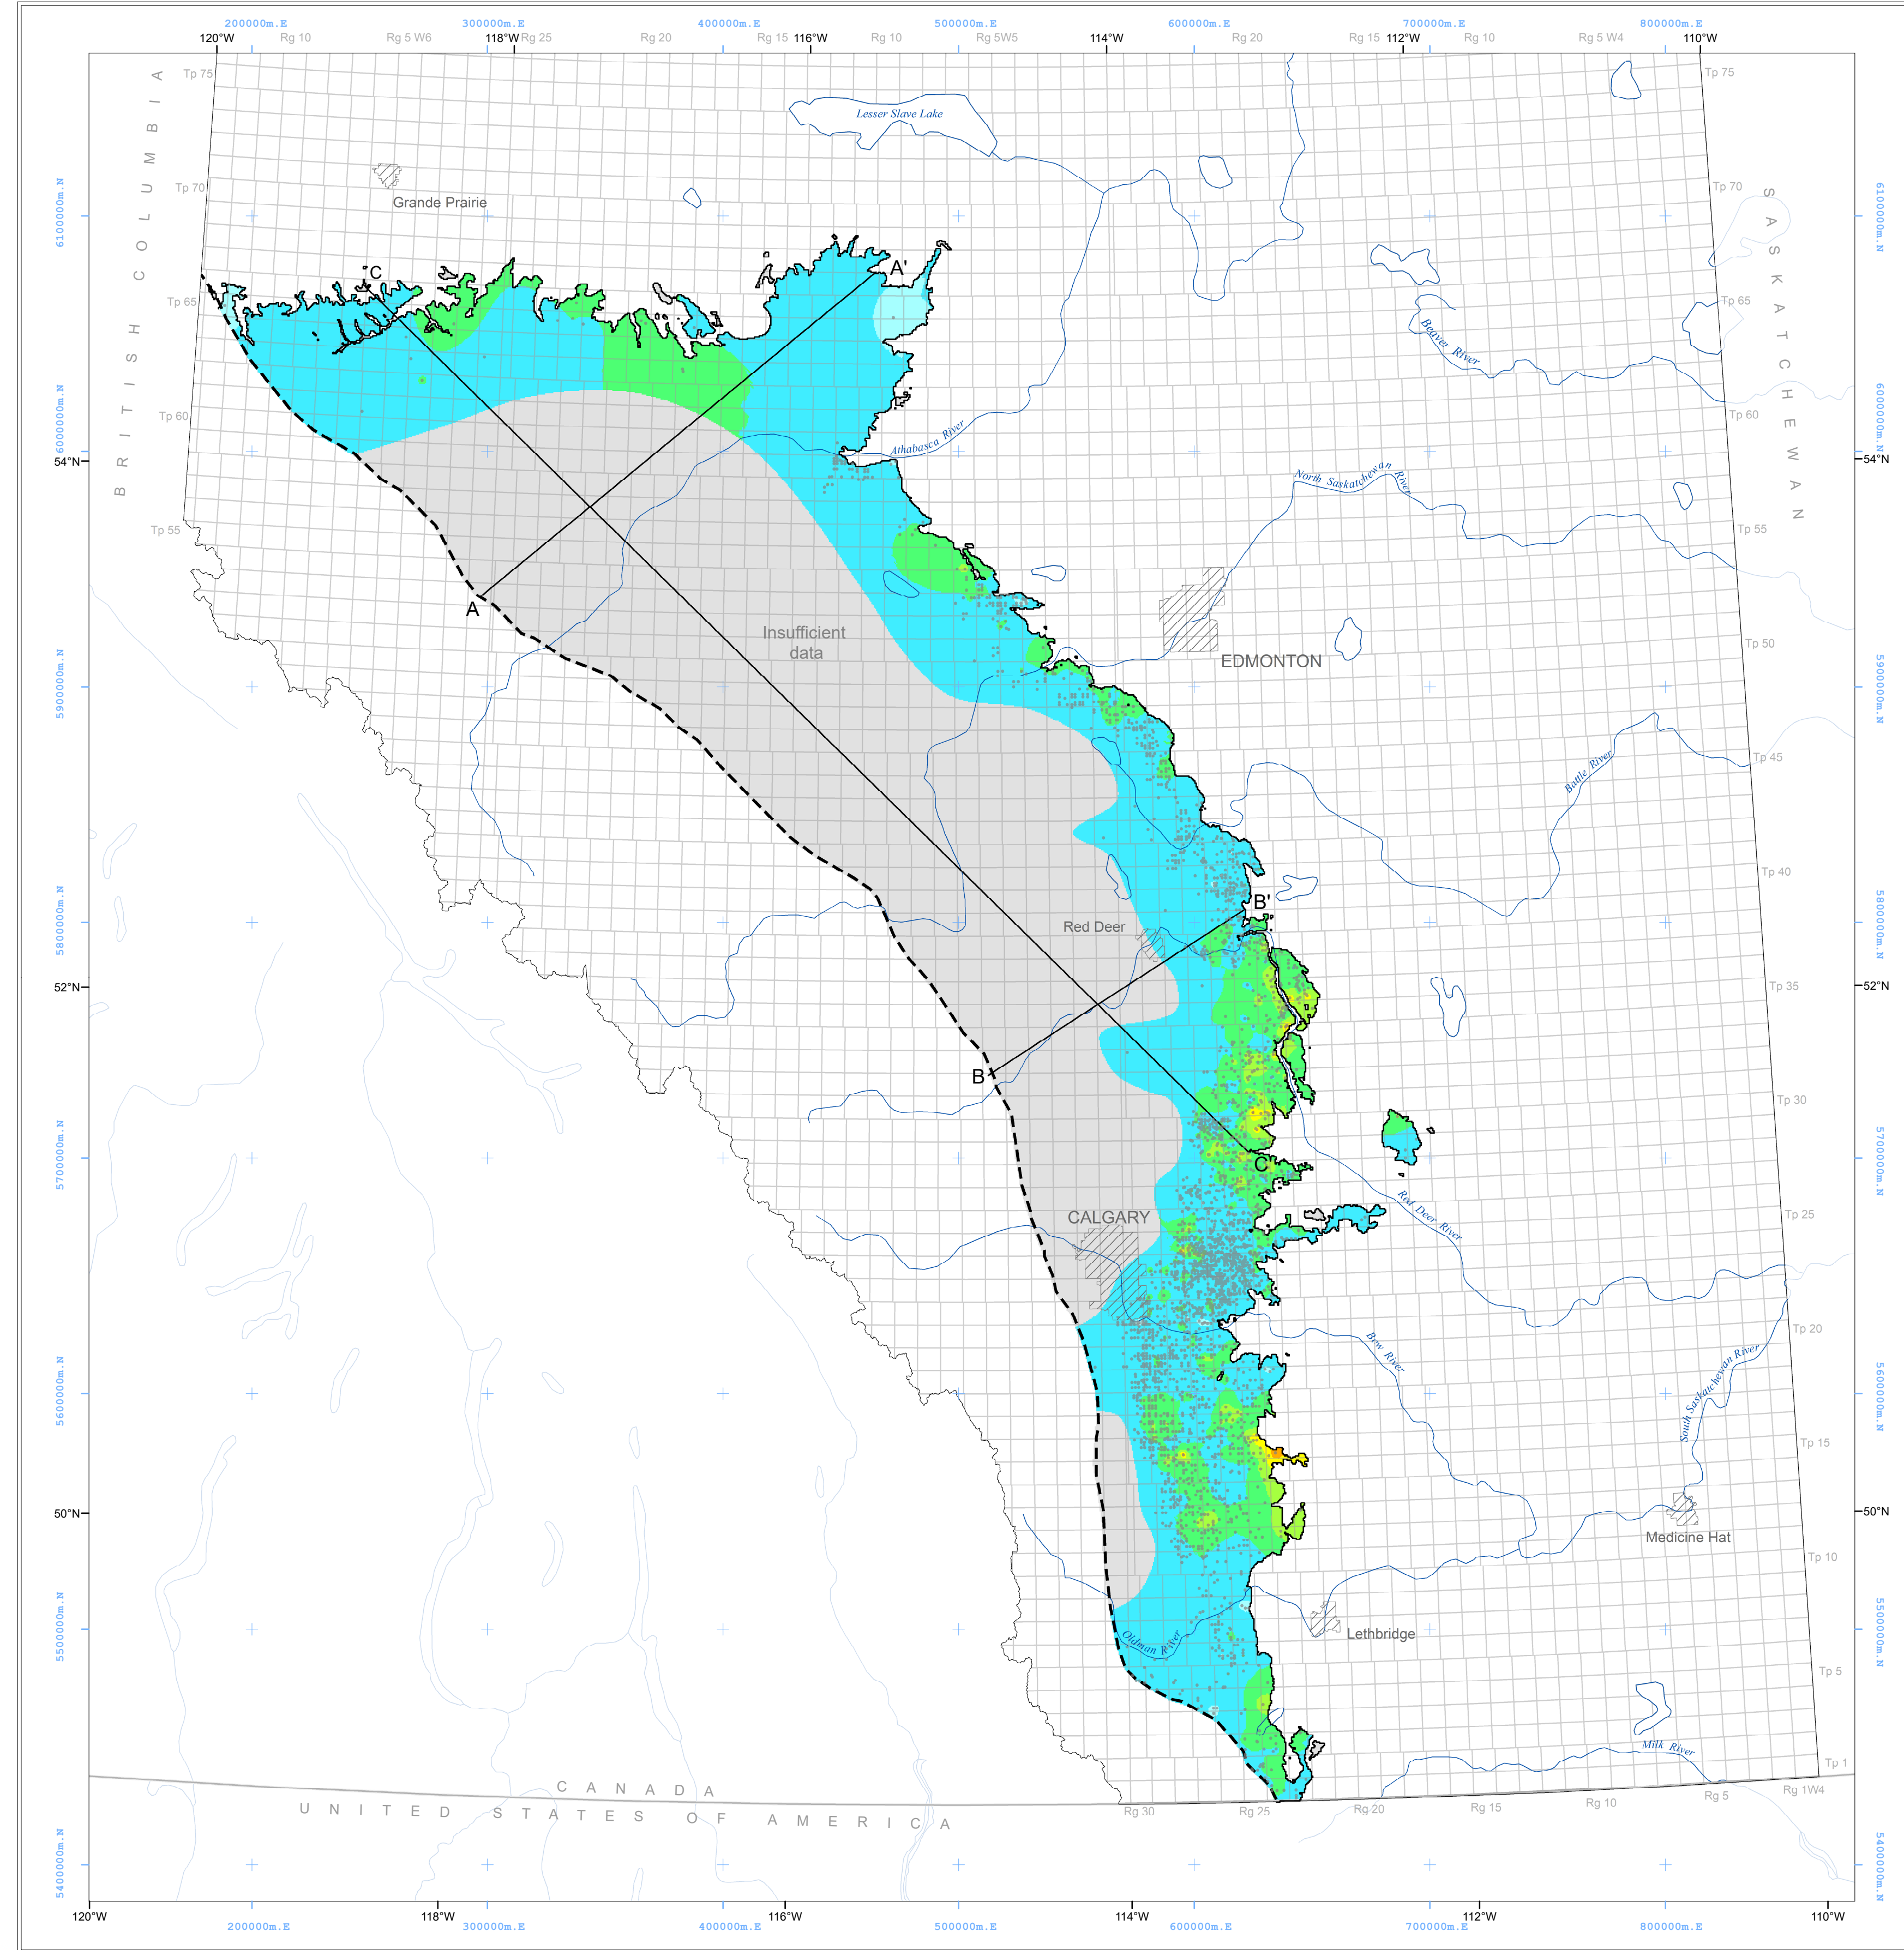 200000m.E 300000m.E 400000m.E 500000m.E 600000m.E 700000m.E 800000m.E
120°W Rg 10 Rg 5 W6 118°W Rg 25 Rg 20 Rg 15 116°W Rg 10 Rg 5W5 114°W Rg 20 Rg 15 112°W Rg 10 Rg 5 W4 110°W
Tp 75 Tp 75
BRITISH COLUMBIA
Lesser Slave Lake
Tp 70 Tp 70
Grande Prairie
SASKATCHEWAN
6100000m.N 6100000m.N
C A'
Tp 65 Tp 65
Beaver River
Tp 60 Tp 60
6000000m.N 6000000m.N
Athabasca River
54°N 54°N
North Saskatchewan River
Tp 55 Tp 55
A
Insufficient
data
Tp 50
EDMONTON
5900000m.N 5900000m.N
Tp 45
Battle River
Tp 40
B'
5800000m.N 5800000m.N
Red Deer
52°N 52°N
Tp 35
B
Tp 30
5700000m.N 5700000m.N
C'
Red Deer River
CALGARY
Tp 25
Tp 20
Bow River
South Saskatchewan River
5600000m.N 5600000m.N
Tp 15
50°N 50°N
Medicine Hat
Tp 10
Oldman River
Lethbridge
5500000m.N 5500000m.N
Tp 5
Milk River
Tp 1
CANADA
UNITED STATES OF AMERICA
Rg 30 Rg 25 Rg 20 Rg 15 Rg 10 Rg 5 Rg 1W4
5400000m.N 5400000m.N
120°W 118°W 116°W 114°W 112°W 110°W
200000m.E 300000m.E 400000m.E 500000m.E 600000m.E 700000m.E 800000m.E